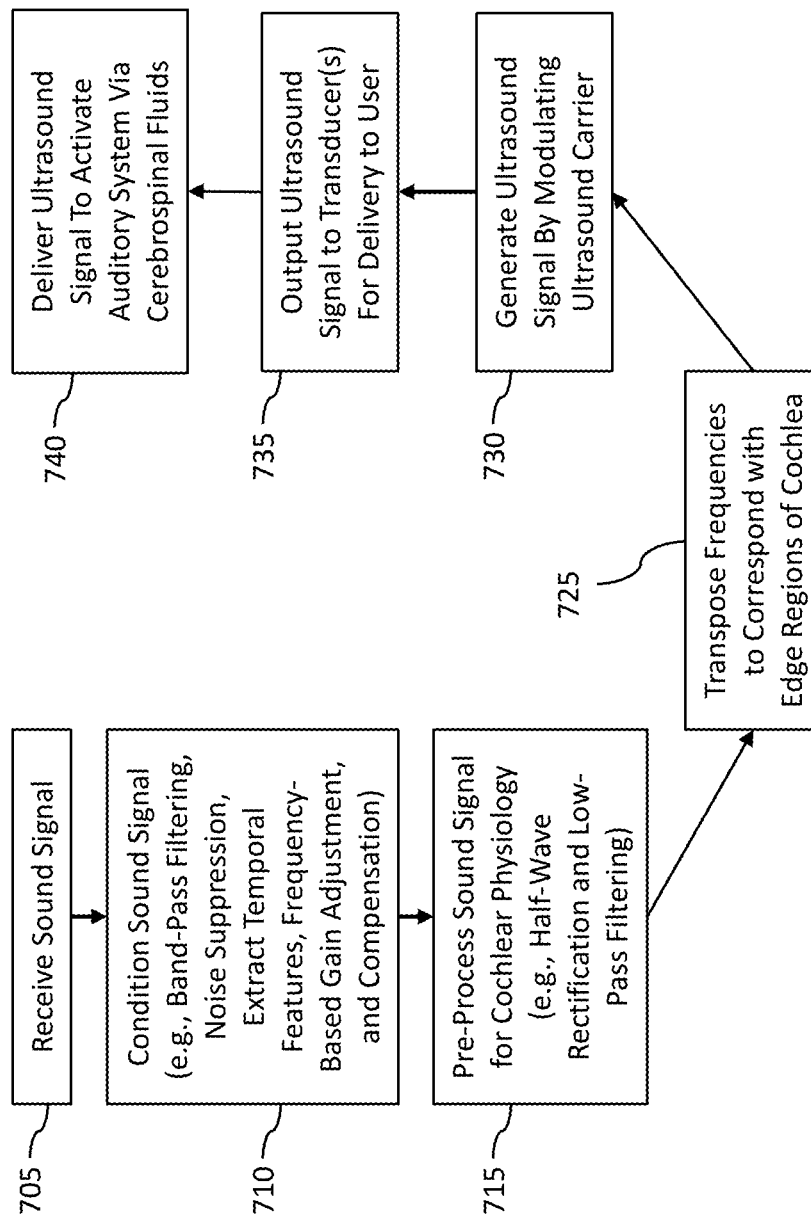 705
Receive Sound Signal
710
Condition Sound Signal
(e.g., Band-Pass Filtering,
Noise Suppression,
Extract Temporal
Features, Frequency-
Based Gain Adjustment,
and Compensation)
715
Pre-Process Sound Signal
for Cochlear Physiology
(e.g., Half-Wave
Rectification and Low-
Pass Filtering)
725
Transpose Frequencies
to Correspond with
Edge Regions of Cochlea
730
Generate Ultrasound
Signal By Modulating
Ultrasound Carrier
735
Output Ultrasound
Signal to Transducer(s)
For Delivery to User
740
Deliver Ultrasound
Signal To Activate
Auditory System Via
Cerebrospinal Fluids